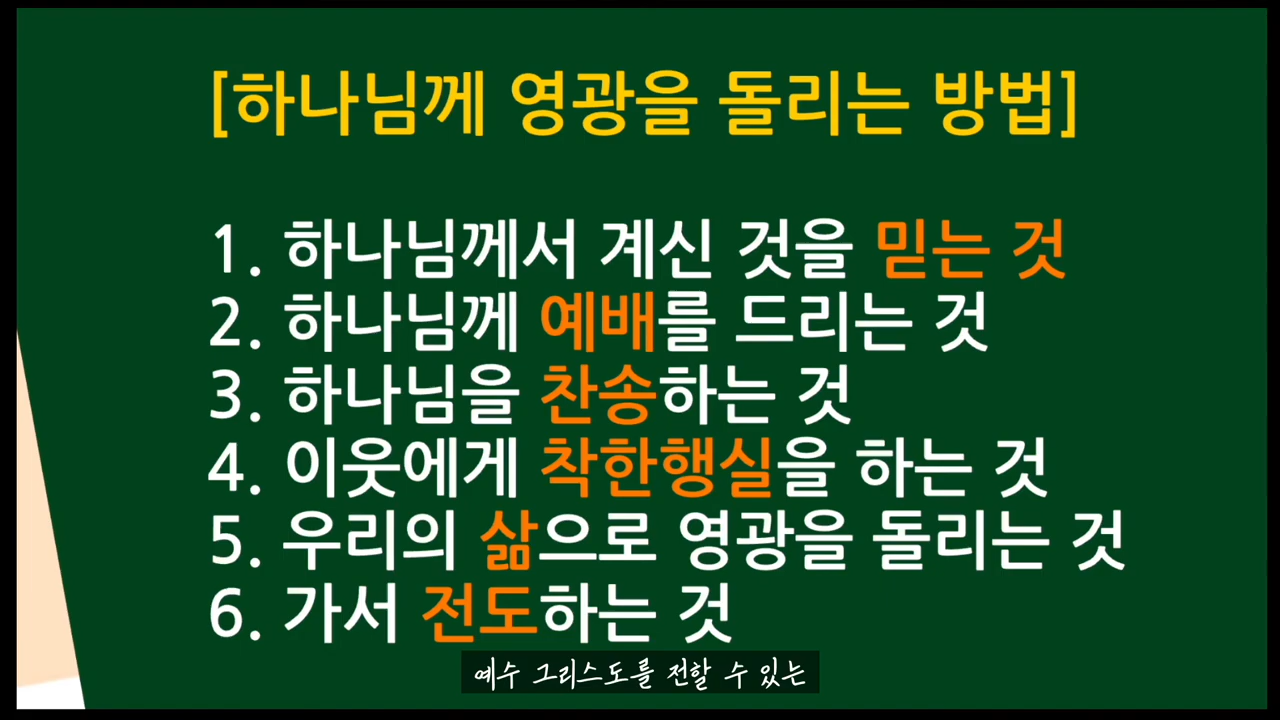 [하나님께 영광을 돌리는 방법]
1. 하나님께서 계신 것을 믿는 것
2. 하나님께 예배를 드리는 것
3. 하나님을 찬송하는 것
4. 이웃에게 착한행실을 하는 것
5. 우리의 삶으로 영광을 돌리는 것
6. 가서 전도하는 것
예수 그리스도를 전할 수 있는